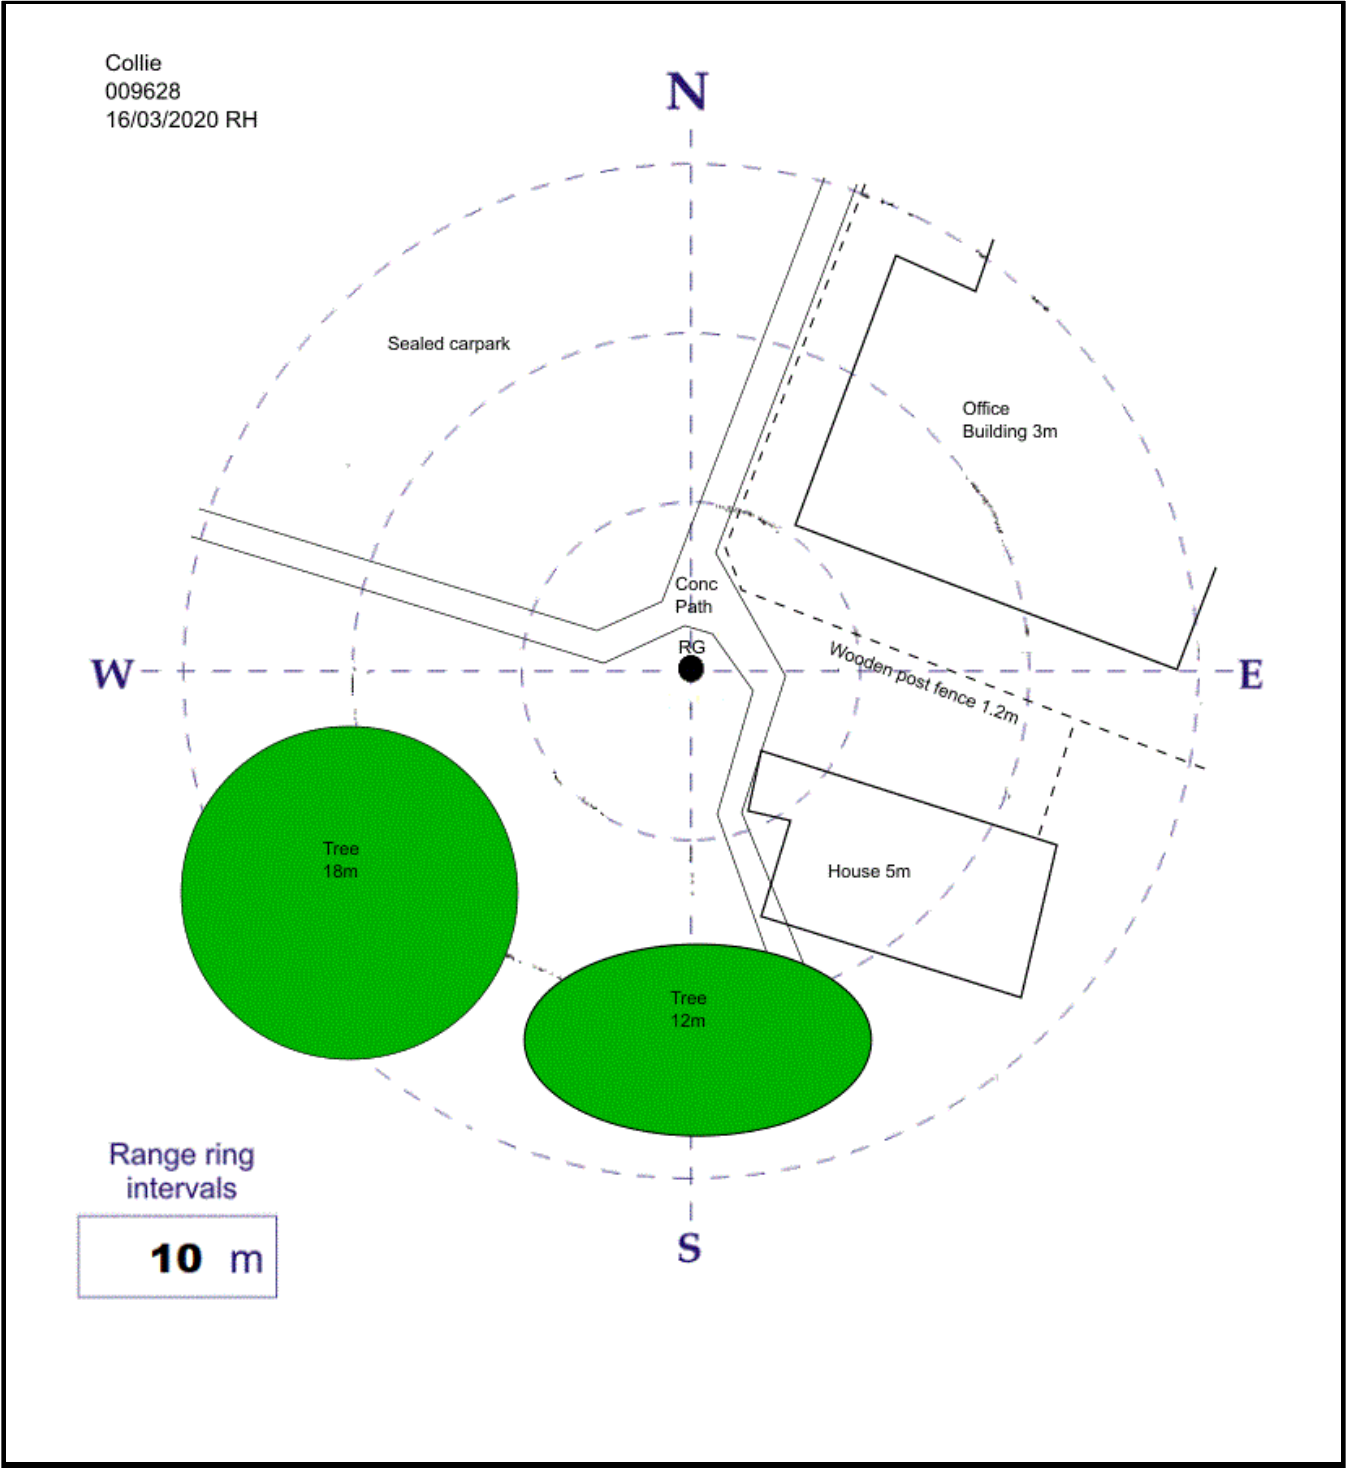 Collie
009628
16/03/2020 RH
N
Sealed carpark
Office
Building 3m
Conc
Path
RG
W
E
Wooden post fence 1.2m
Tree
18m
House 5m
Tree
12m
Range ring
intervals
10 m
S